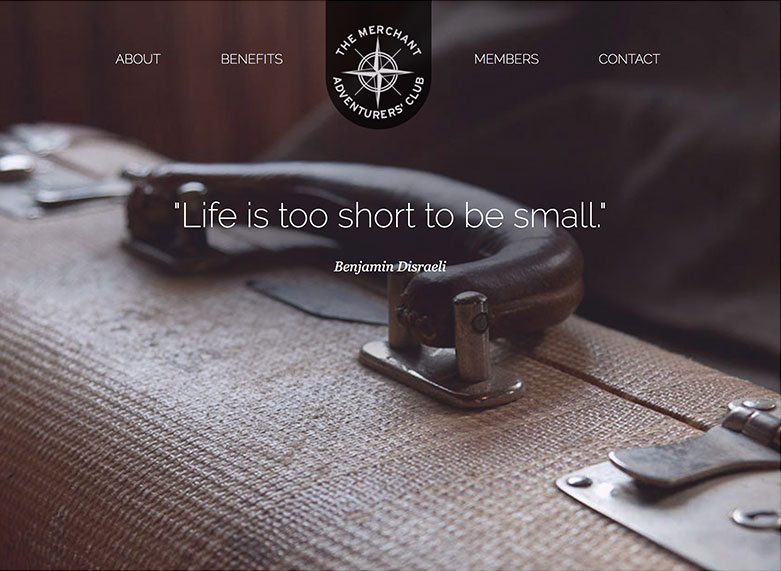 ABOUT
BENEFITS
THE MERCHANT
ADVENTURERS' CLUB
MEMBERS
CONTACT
"Life is too short to be small."
Benjamin Disraeli